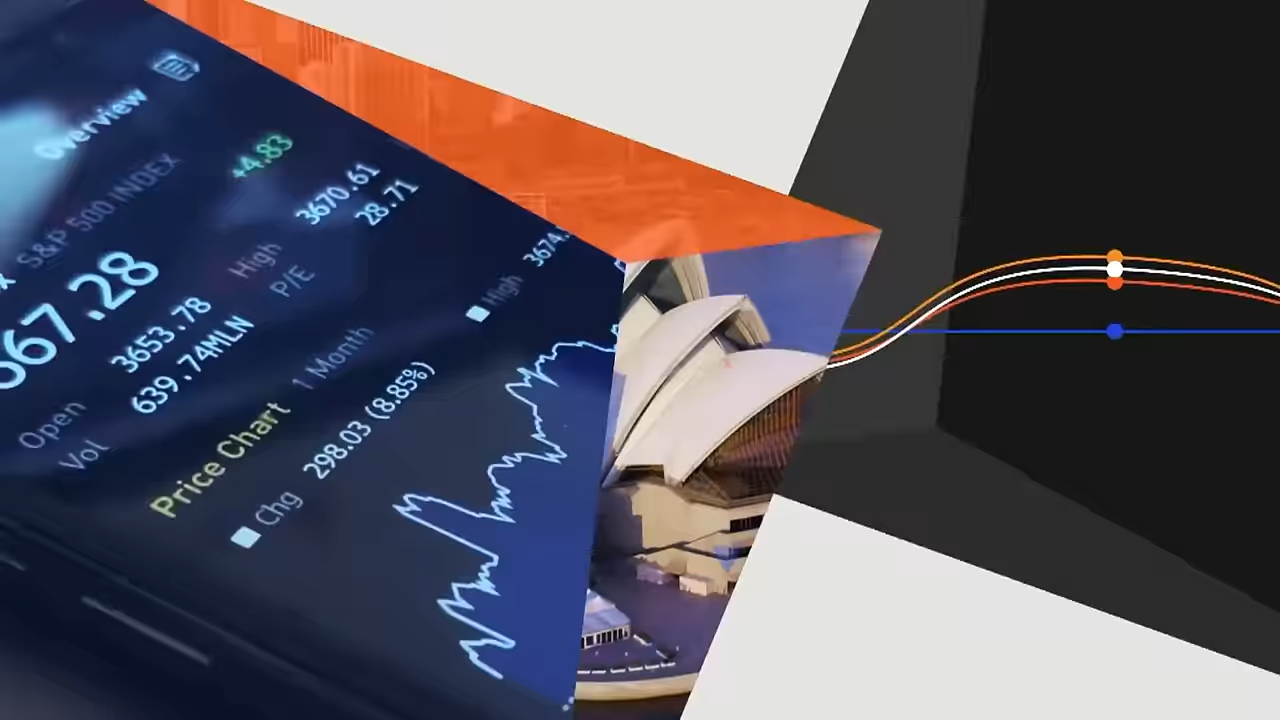 Overview
S&P 500 INDEX
+4.83
667.28
High 3670.61
P/E 28.71
Open 3653.78
Vol 639.74MLN
Price Chart 1 Month
Chg 298.03 (8.85%)
High 3674.